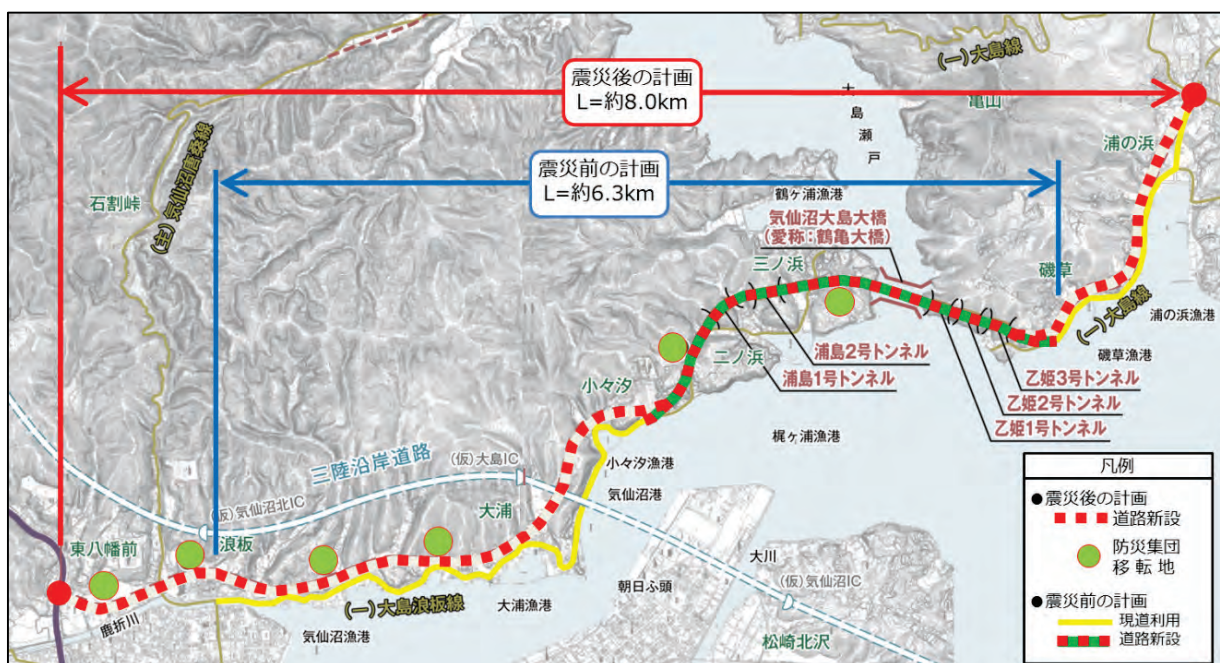 震災後の計画
L=約8.0km
震災前の計画
L=約6.3km
(一)大島線
亀山
浦の浜
大島瀬戸
石割峠
(主)気仙沼唐桑線
鶴ヶ浦漁港
気仙沼大島大橋
(愛称:鶴亀大橋)
三ノ浜
磯草
浦の浜漁港
(一)大島線
磯草漁港
浦島2号トンネル
浦島1号トンネル
二ノ浜
乙姫3号トンネル
乙姫2号トンネル
乙姫1号トンネル
小々汐
梶ヶ浦漁港
三陸沿岸道路
(仮)大島IC
小々汐漁港
気仙沼港
(仮)気仙沼北IC
大浦
東八幡前
浪板
大川
(仮)気仙沼IC
朝日ふ頭
(一)大島浪板線
大浦漁港
鹿折川
気仙沼漁港
松崎北沢
凡例
●震災後の計画
道路新設
防災集団
移転地
●震災前の計画
現道利用
道路新設